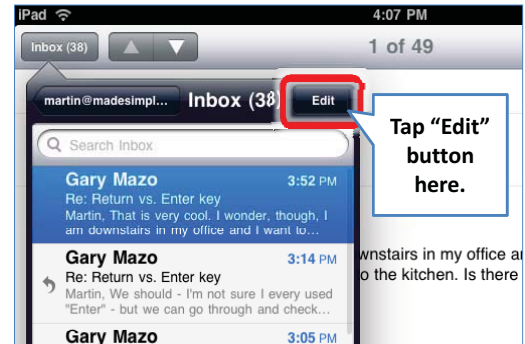 iPad 4:07 PM
Inbox (38) 1 of 49
martin@madesimpl... Inbox (38) Edit
Tap “Edit”
button
here.
Search Inbox
Gary Mazo 3:52 PM
Re: Return vs. Enter key
Martin, That is very cool. I wonder, though, I
am downstairs in my office and I want to...
Gary Mazo 3:14 PM
Re: Return vs. Enter key
Martin, We should - I'm not sure I every used
"Enter" - but we can go through and check...
Gary Mazo 3:05 PM
wnstairs in my office
o the kitchen. Is there